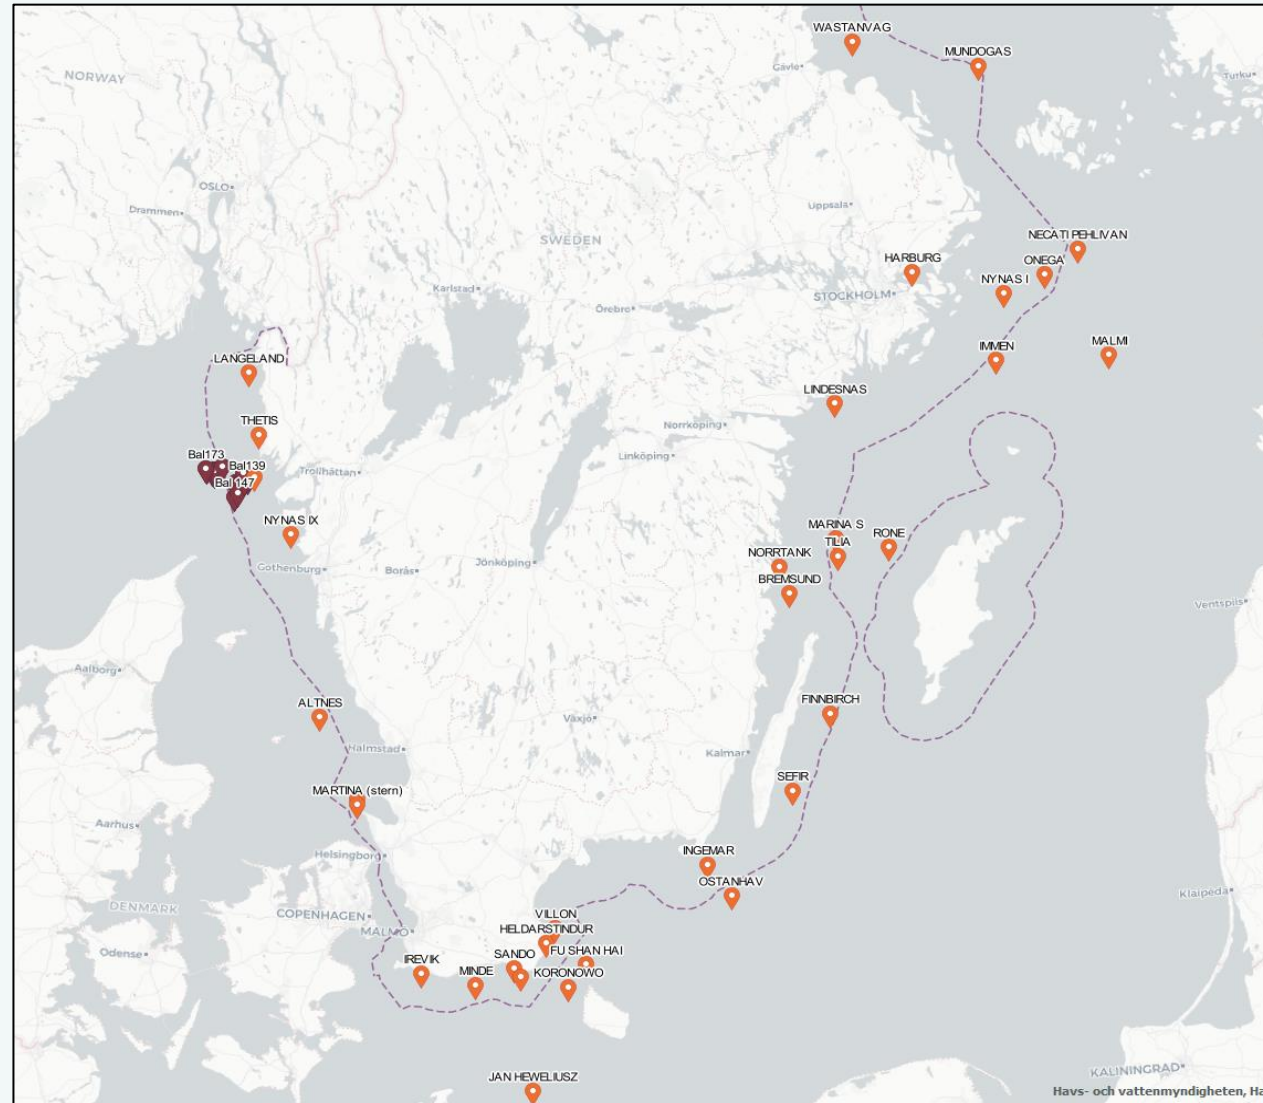 WASTANVAG
MUNDOGAS
Gävle
NORWAY
Turku
OSLO
Drammen
Uppsala
SWEDEN
NECATI PEHLIVAN
HARBURG
ONEGA
NYNAS I
STOCKHOLM
Karlstad
Örebro
LANGELAND
IMMEN
MALMI
LINDESNAS
THETIS
Norrköping
Linköping
Bal173
Bal139
Trollhättan
Bal 147
NYNAS IX
MARINA S
RONE
TILIA
NORRTANK
Gothenburg
Borås
Jönköping
BREMSUND
Ventspils
Aalborg
ALTNES
FINNBIRCH
Växjö
Halmstad
Kalmar
SEFIR
MARTINA (stern)
Aarhus
Helsingborg
INGEMAR
OSTANHAV
Klaipėda
DENMARK
COPENHAGEN
VILLON
MALMO
HELDARSTINDUR
FU SHAN HAI
Odense
IREVIK
SANDO
MINDE
KORONOWO
KALININGRAD
JAN HEWELIUSZ
Havs- och vattenmyndigheten, Ha